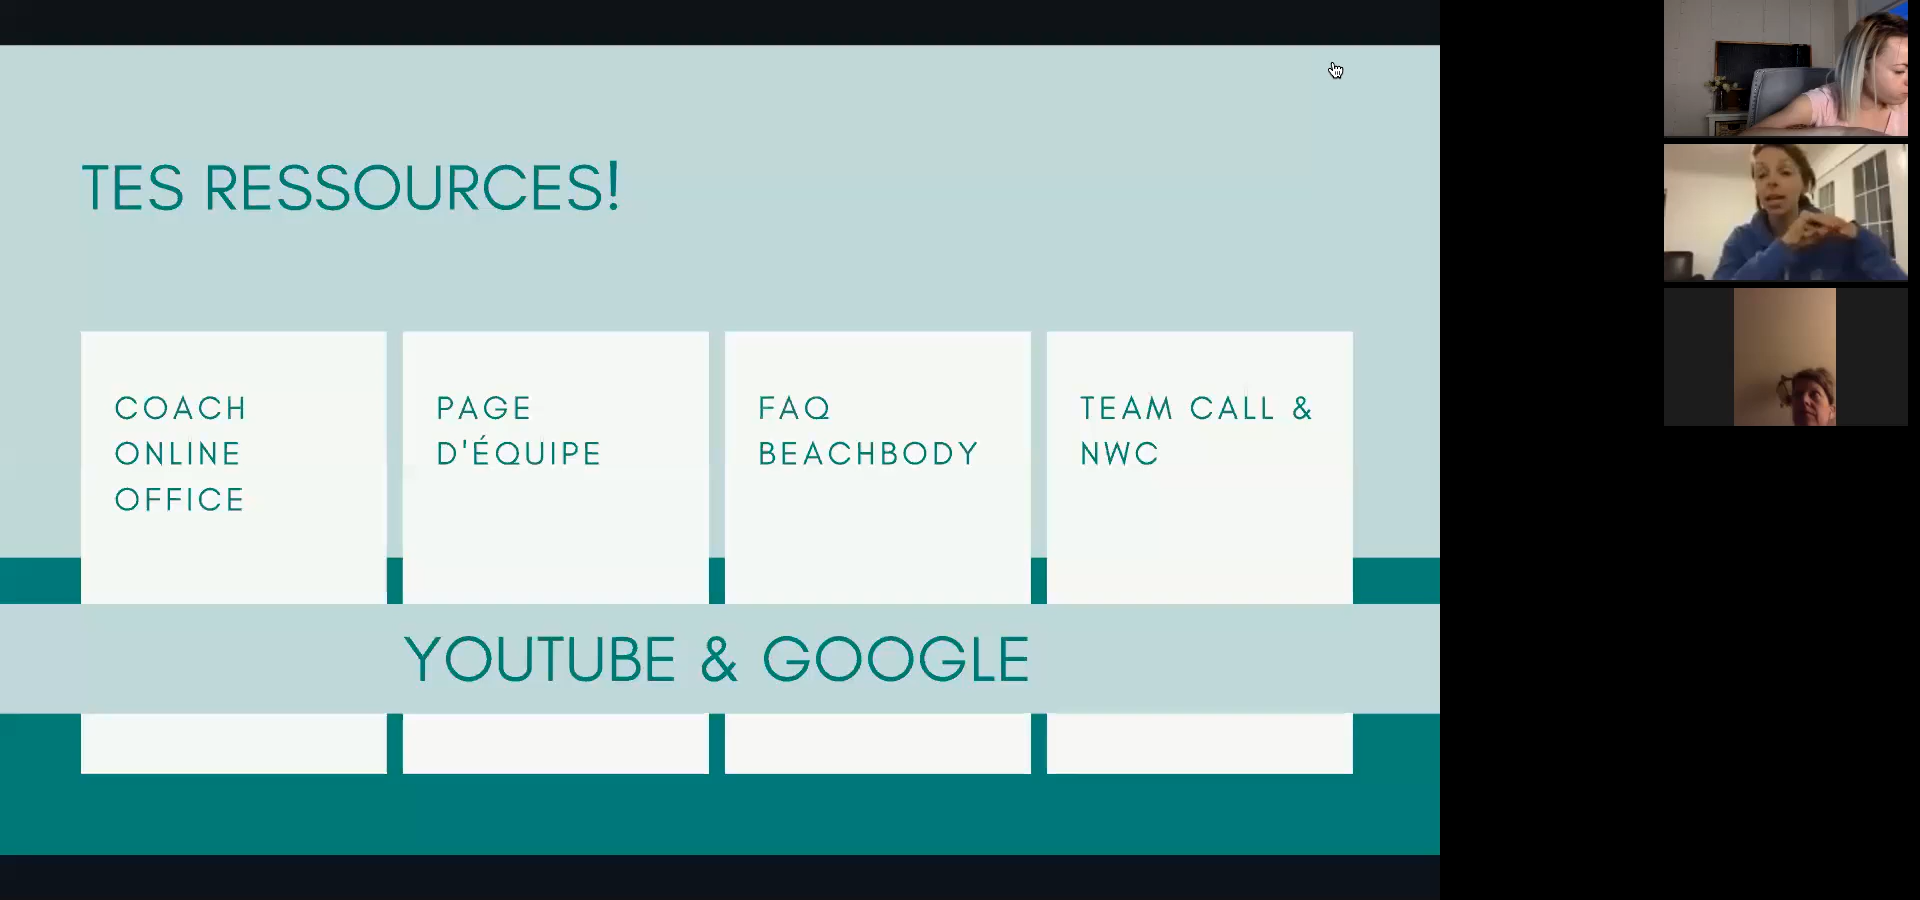 TES RESSOURCES!
COACH
ONLINE
OFFICE
PAGE
D'ÉQUIPE
FAQ
BEACHBODY
TEAM CALL &
NWC
YOUTUBE & GOOGLE